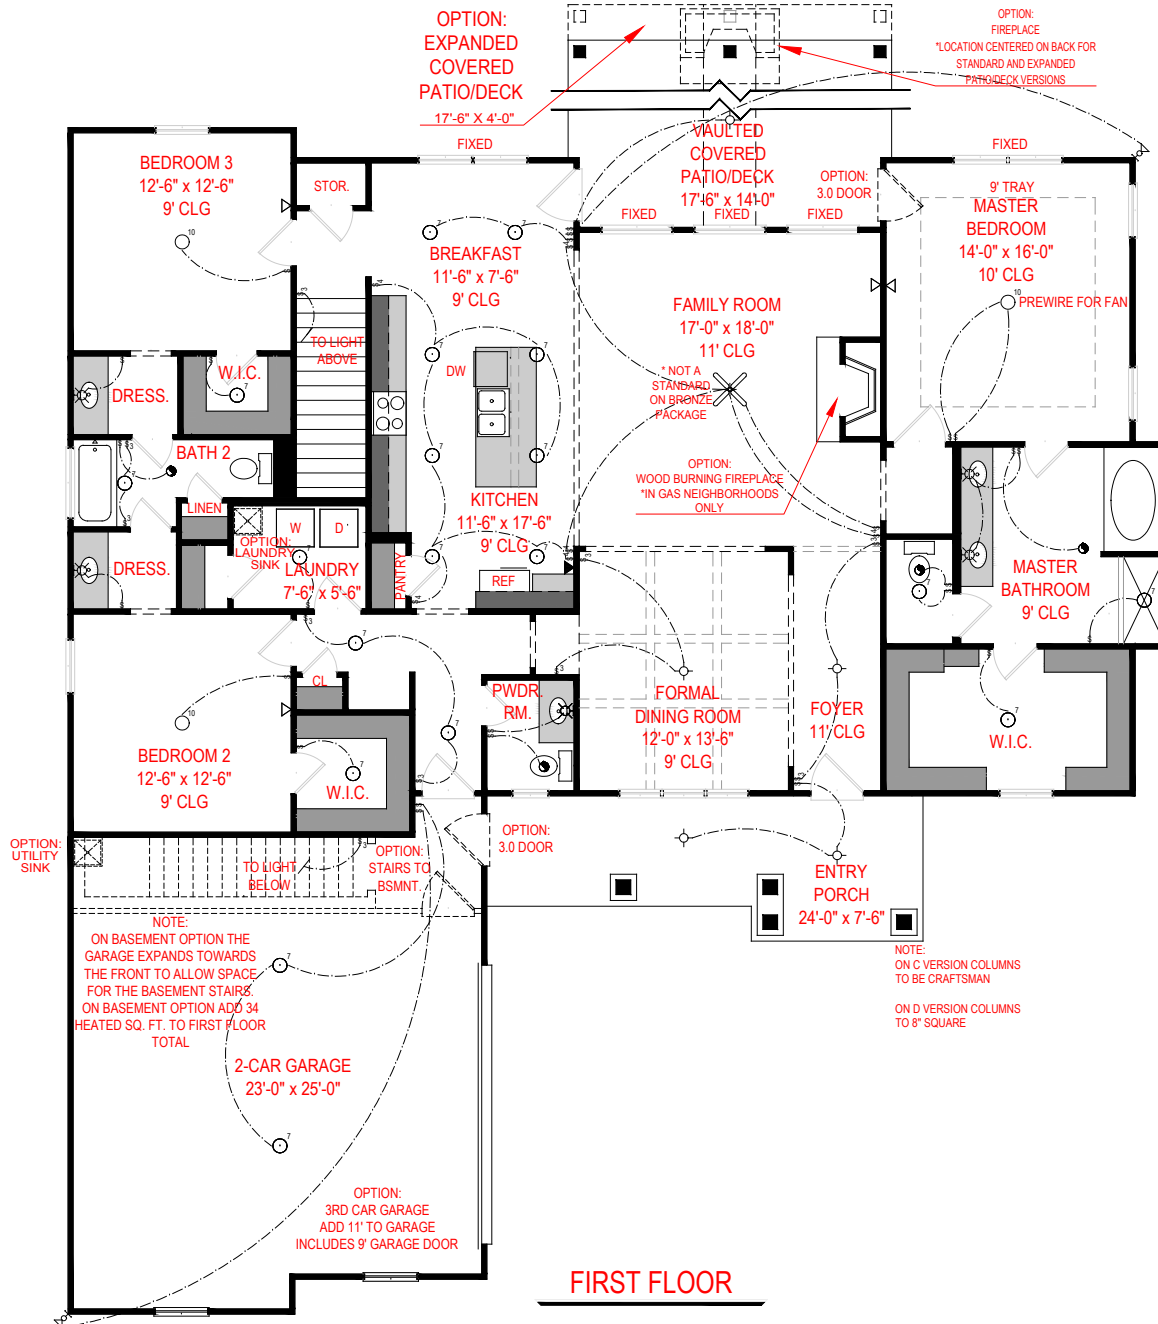 OPTION:
EXPANDED
COVERED
PATIO/DECK
17'-6" X 4'-0"
OPTION:
FIREPLACE
*LOCATION CENTERED ON BACK FOR
STANDARD AND EXPANDED
PATIO/DECK VERSIONS
FIXED
VAULTED
COVERED
PATIO/DECK
17'-6" x 14'-0"
OPTION:
3.0 DOOR
FIXED
BEDROOM 3
12'-6" x 12'-6"
9' CLG
STOR.
FIXED
FIXED
FIXED
9' TRAY
MASTER
BEDROOM
14'-0" x 16'-0"
10' CLG
PREWIRE FOR FAN
BREAKFAST
11'-6" x 7'-6"
9' CLG
FAMILY ROOM
17'-0" x 18'-0"
11' CLG
* NOT A
STANDARD
ON BRONZE
PACKAGE
TO LIGHT
ABOVE
DW
W.I.C.
DRESS.
BATH 2
LINEN
OPTION:
WOOD BURNING FIREPLACE
*IN GAS NEIGHBORHOODS
ONLY
KITCHEN
11'-6" x 17'-6"
9' CLG
W
D
OPTION:
LAUNDRY
SINK
LAUNDRY
7'-6" x 5'-6"
PANTRY
REF
DRESS.
MASTER
BATHROOM
9' CLG
CL
PWDR.
RM.
FORMAL
DINING ROOM
12'-0" x 13'-6"
9' CLG
FOYER
11' CLG
W.I.C.
BEDROOM 2
12'-6" x 12'-6"
9' CLG
W.I.C.
OPTION:
UTILITY
SINK
TO LIGHT
BELOW
OPTION:
STAIRS TO
BSMNT.
OPTION:
3.0 DOOR
ENTRY
PORCH
24'-0" x 7'-6"
NOTE:
ON BASEMENT OPTION THE
GARAGE EXPANDS TOWARDS
THE FRONT TO ALLOW SPACE
FOR THE BASEMENT STAIRS.
ON BASEMENT OPTION ADD 34
HEATED SQ. FT. TO FIRST FLOOR
TOTAL
NOTE:
ON C VERSION COLUMNS
TO BE CRAFTSMAN
ON D VERSION COLUMNS
TO 8" SQUARE
2-CAR GARAGE
23'-0" x 25'-0"
OPTION:
3RD CAR GARAGE
ADD 11' TO GARAGE
INCLUDES 9' GARAGE DOOR
FIRST FLOOR